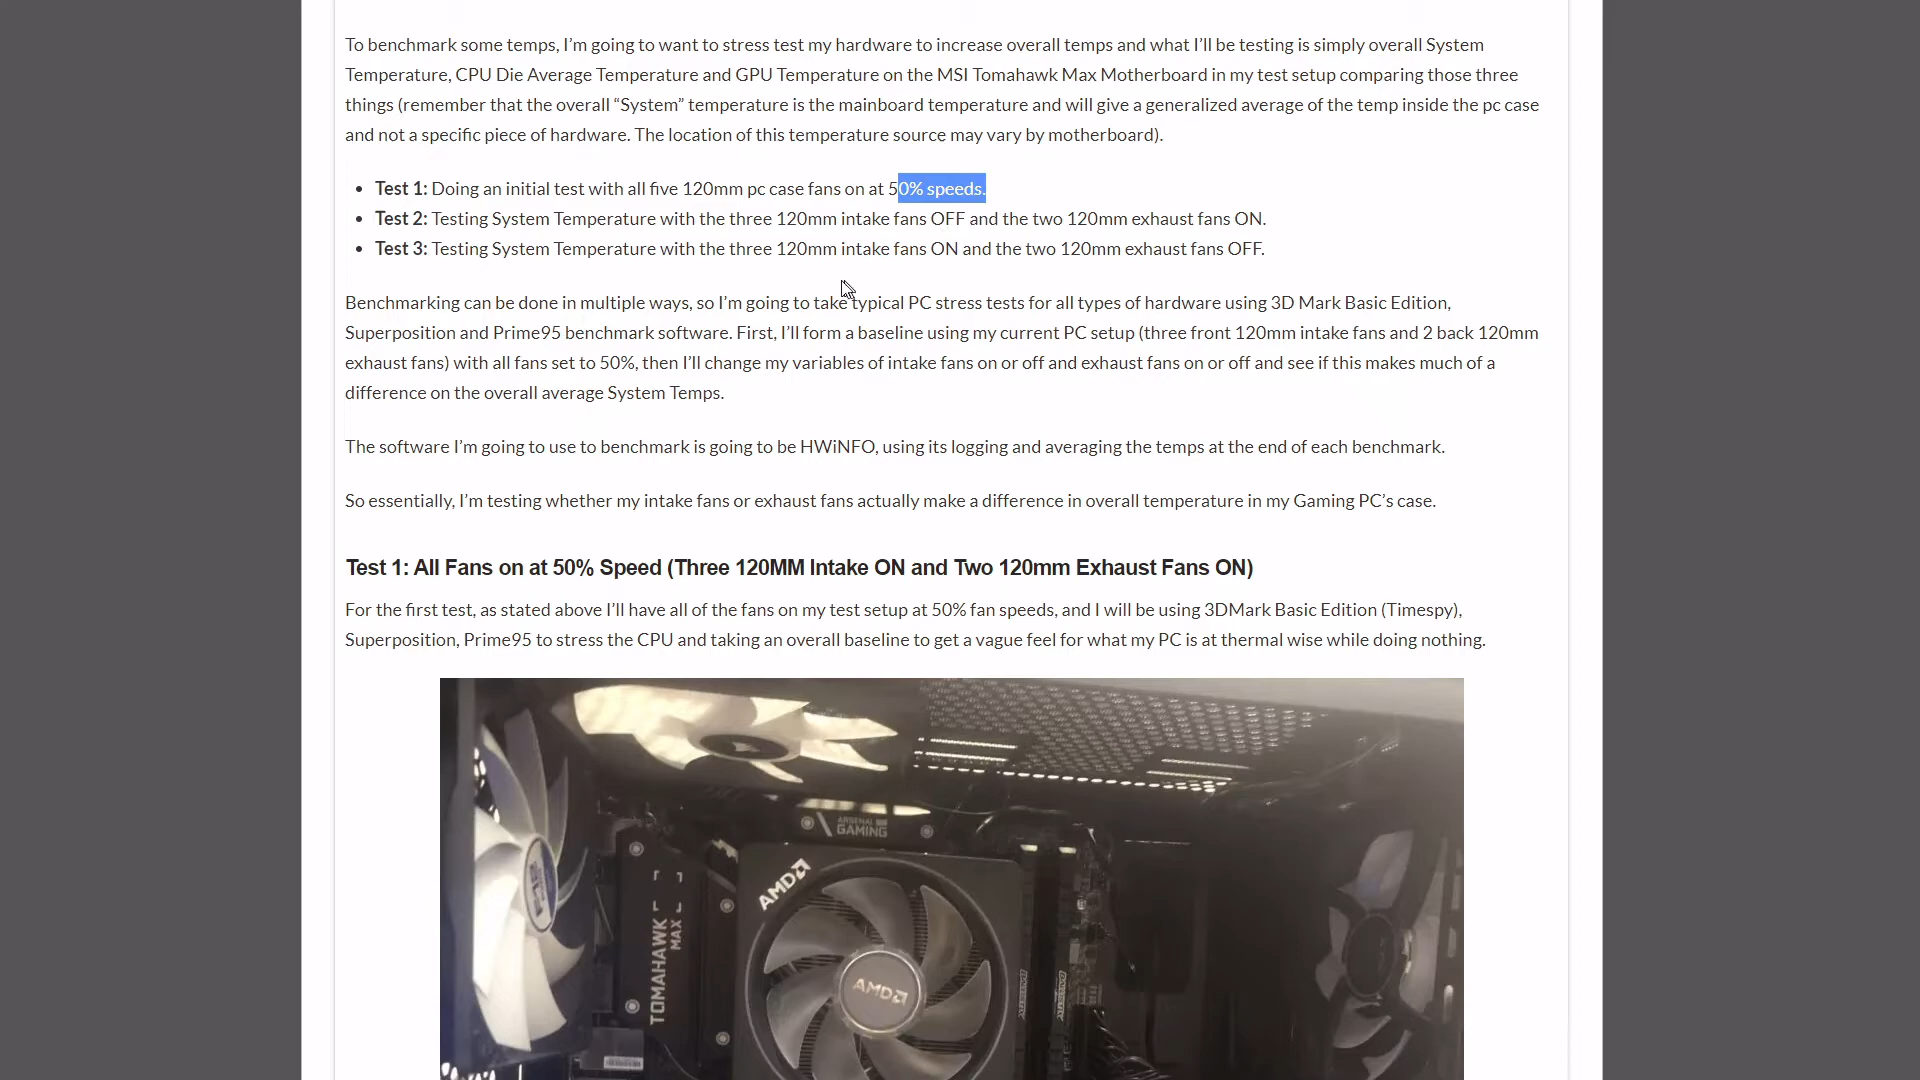 To benchmark some temps, I’m going to want to stress test my hardware to increase overall temps and what I’ll be testing is simply overall System
Temperature, CPU Die Average Temperature and GPU Temperature on the MSI Tomahawk Max Motherboard in my test setup comparing those three
things (remember that the overall “System” temperature is the mainboard temperature and will give a generalized average of the temp inside the pc case
and not a specific piece of hardware. The location of this temperature source may vary by motherboard).
• Test 1: Doing an initial test with all five 120mm pc case fans on at 50% speeds.
• Test 2: Testing System Temperature with the three 120mm intake fans OFF and the two 120mm exhaust fans ON.
• Test 3: Testing System Temperature with the three 120mm intake fans ON and the two 120mm exhaust fans OFF.
Benchmarking can be done in multiple ways, so I’m going to take typical PC stress tests for all types of hardware using 3D Mark Basic Edition,
Superposition and Prime95 benchmark software. First, I’ll form a baseline using my current PC setup (three front 120mm intake fans and 2 back 120mm
exhaust fans) with all fans set to 50%, then I’ll change my variables of intake fans on or off and exhaust fans on or off and see if this makes much of a
difference on the overall average System Temps.
The software I’m going to use to benchmark is going to be HWiNFO, using its logging and averaging the temps at the end of each benchmark.
So essentially, I’m testing whether my intake fans or exhaust fans actually make a difference in overall temperature in my Gaming PC’s case.
Test 1: All Fans on at 50% Speed (Three 120MM Intake ON and Two 120mm Exhaust Fans ON)
For the first test, as stated above I’ll have all of the fans on my test setup at 50% fan speeds, and I will be using 3DMark Basic Edition (Timespy),
Superposition, Prime95 to stress the CPU and taking an overall baseline to get a vague feel for what my PC is at thermal wise while doing nothing.
ARSENAL
GAMING
AMD
TOMAHAWK
MAX
AMD